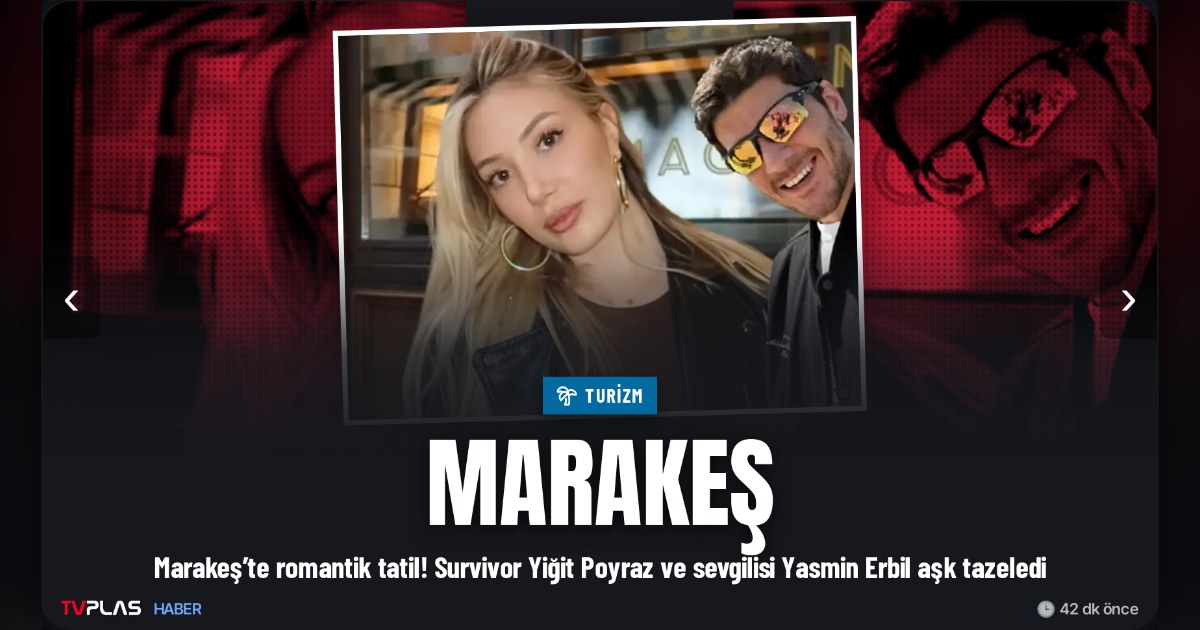 MAG
TURİZM
MARAKEŞ
Marakeş’te romantik tatil! Survivor Yiğit Poyraz ve sevgilisi Yasmin Erbil aşk tazeledi
TVPLAS HABER
42 dk önce